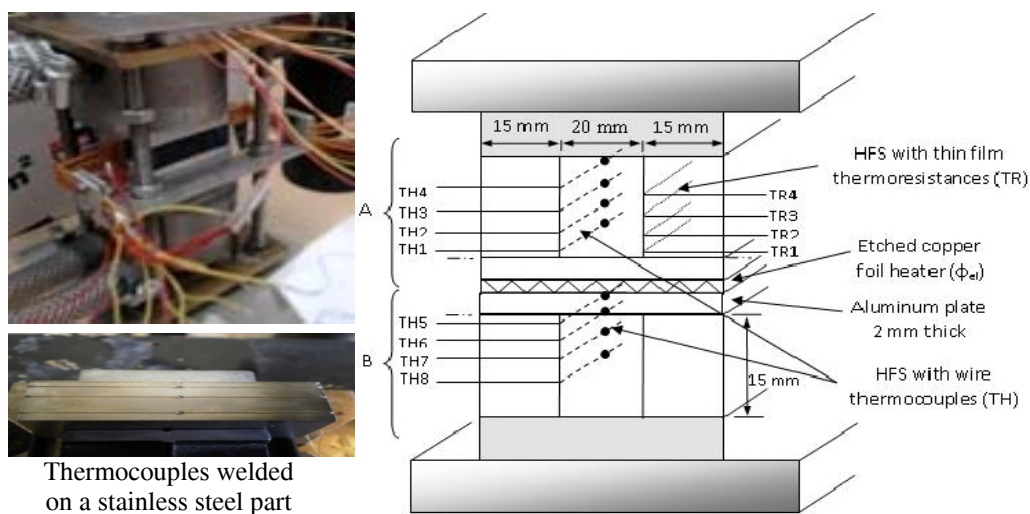 15 mm 20 mm 15 mm
HFS with thin film
thermoresistances (TR)
A
TH4
TH3
TH2
TH1
TR4
TR3
TR2
TR1
Etched copper
foil heater (ϕel)
Aluminum plate
2 mm thick
B
TH5
TH6
TH7
TH8
15 mm
HFS with wire
thermocouples (TH)
Thermocouples welded
on a stainless steel part